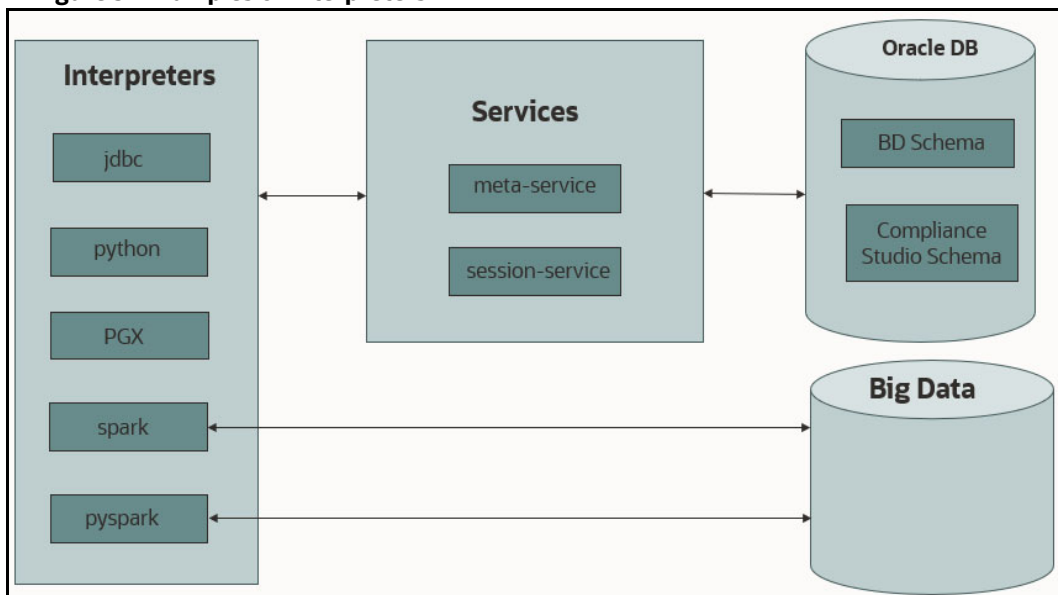 Interpreters
jdbc
python
PGX
spark
pyspark
Services
meta-service
session-service
Oracle DB
BD Schema
Compliance
Studio Schema
Big Data